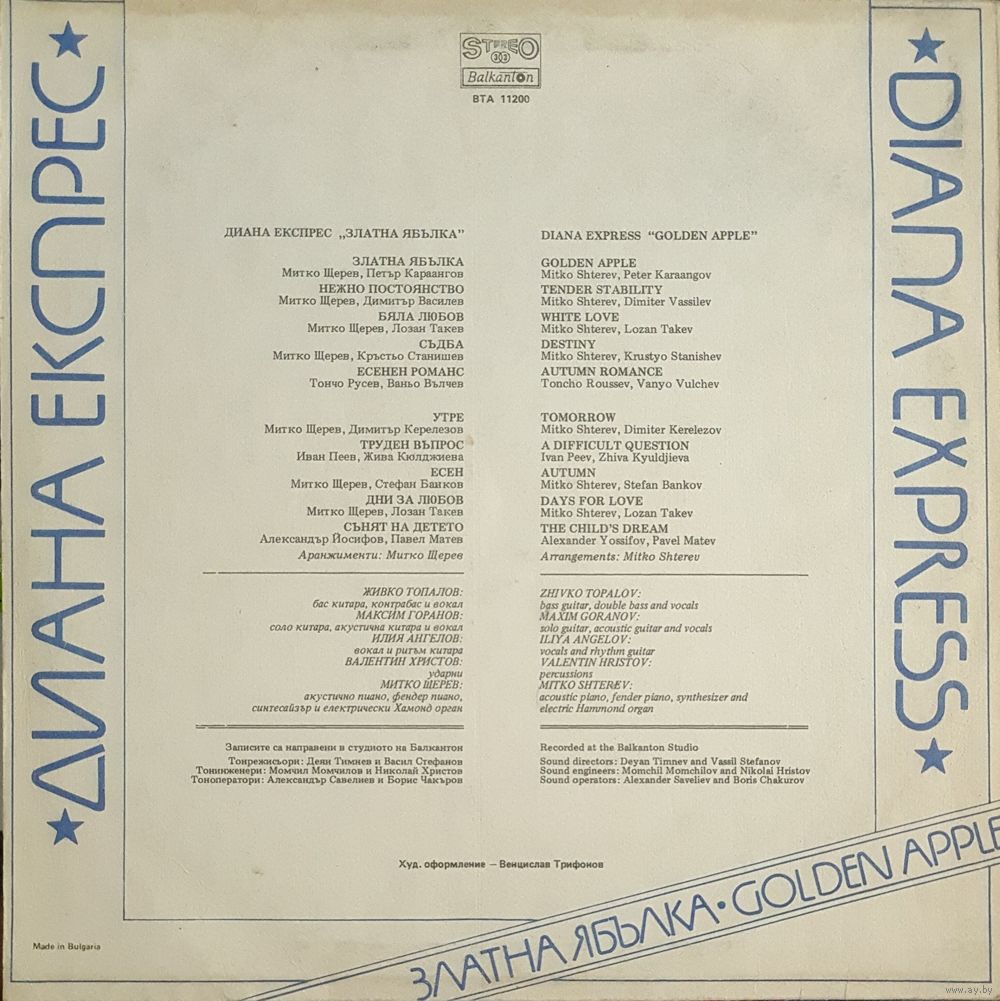 STEREO
33
Balkanton
BTA 11200
ДИАНА ЕКСПРЕС
DIANA EXPRESS
ДИАНА ЕКСПРЕС „ЗЛАТНА ЯБЪЛКА”
ЗЛАТНА ЯБЪЛКА
Митко Щерев, Петър Караангов
НЕЖНО ПОСТОЯНСТВО
Митко Щерев, Димитър Василев
БЯЛА ЛЮБОВ
Митко Щерев, Лозан Такев
СЪДБА
Митко Щерев, Кръстьо Станишев
ЕСЕНЕН РОМАНС
Тончо Русев, Ваньо Вълчев
УТРЕ
Митко Щерев, Димитър Керелезов
ТРУДЕН ВЪПРОС
Иван Пеев, Жива Кюлджиева
ЕСЕН
Митко Щерев, Стефан Банков
ДНИ ЗА ЛЮБОВ
Митко Щерев, Лозан Такев
СЪНЯТ НА ДЕТЕТО
Александър Йосифов, Павел Матев
Аранжименти: Митко Щерев
ЖИВКО ТОПАЛОВ:
бас китара, контрабас и вокал
МАКСИМ ГОРАНОВ:
соло китара, акустична китара и вокал
ИЛИЯ АНГЕЛОВ:
вокал и ритъм китара
ВАЛЕНТИН ХРИСТОВ:
ударни
МИТКО ЩЕРЕВ:
акустично пиано, фендер пиано,
синтесайзър и електрически Хамонд орган
Записите са направени в студиото на Балкантон
Тонрежисьори: Деян Тимнев и Васил Стефанов
Тонинженери: Момчил Момчилов и Николай Христов
Тоноператори: Александър Савелиев и Борис Чакъров
DIANA EXPRESS “GOLDEN APPLE”
GOLDEN APPLE
Mitko Shterev, Peter Karaangov
TENDER STABILITY
Mitko Shterev, Dimiter Vassilev
WHITE LOVE
Mitko Shterev, Lozan Takev
DESTINY
Mitko Shterev, Krustyo Stanishev
AUTUMN ROMANCE
Toncho Roussev, Vanyo Vulchev
TOMORROW
Mitko Shterev, Dimiter Kerelezov
A DIFFICULT QUESTION
Ivan Peev, Zhiva Kyuldjieva
AUTUMN
Mitko Shterev, Stefan Bankov
DAYS FOR LOVE
Mitko Shterev, Lozan Takev
THE CHILD'S DREAM
Alexander Yossifov, Pavel Matev
Arrangements: Mitko Shterev
ZHIVKO TOPALOV:
bass guitar, double bass and vocals
MAXIM GORANOV:
solo guitar, acoustic guitar and vocals
ILIYA ANGELOV:
vocals and rhythm guitar
VALENTIN HRISTOV:
percussions
MITKO SHTEREV:
acoustic piano, fender piano, synthesizer and
electric Hammond organ
Recorded at the Balkanton Studio
Sound directors: Deyan Timnev and Vassil Stefanov
Sound engineers: Momchil Momchilov and Nikolai Hristov
Sound operators: Alexander Saveliev and Boris Chakurov
Худ. оформление – Венцислав Трифонов
ЗЛАТНА ЯБЪЛКА • GOLDEN APPLE
Made in Bulgaria
www.ay.by